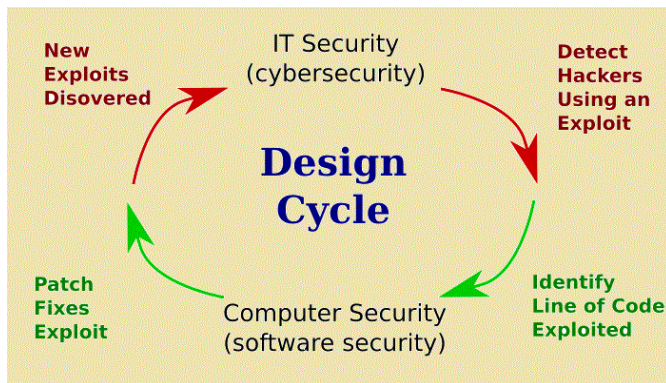 New
Exploits
Disovered
IT Security
(cybersecurity)
Detect
Hackers
Using an
Exploit
Design
Cycle
Patch
Fixes
Exploit
Computer Security
(software security)
Identify
Line of Code
Exploited